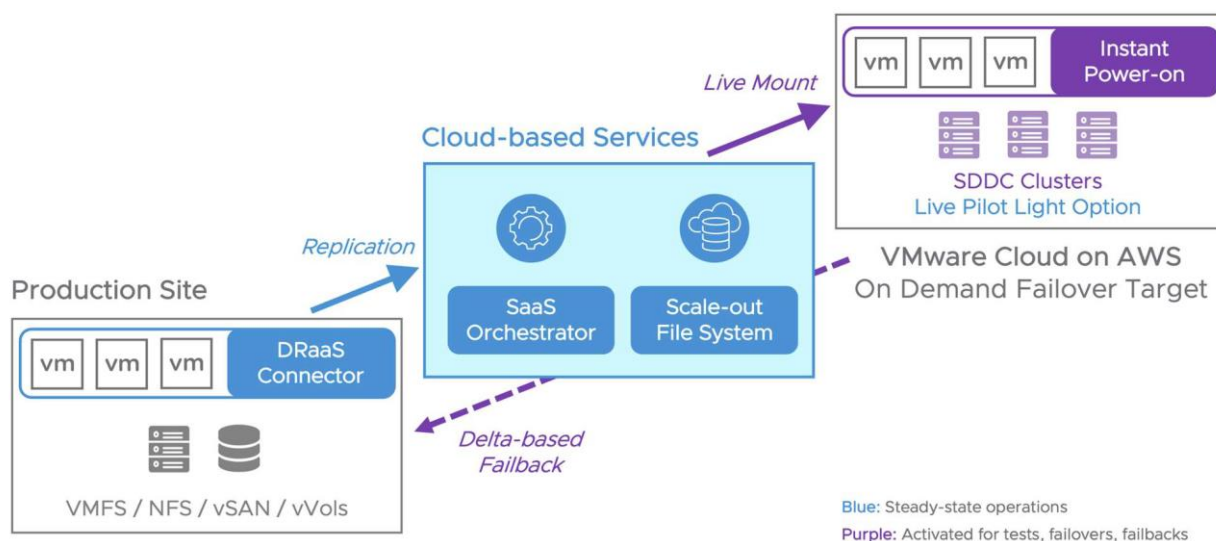 Production Site
vm vm vm
DRaaS
Connector
VMFS / NFS / vSAN / vVols
Replication
Cloud-based Services
SaaS
Orchestrator
Scale-out
File System
Delta-based
Failback
Live Mount
vm vm vm
Instant
Power-on
SDDC Clusters
Live Pilot Light Option
VMware Cloud on AWS
On Demand Failover Target
Blue: Steady-state operations
Purple: Activated for tests, failovers, failbacks